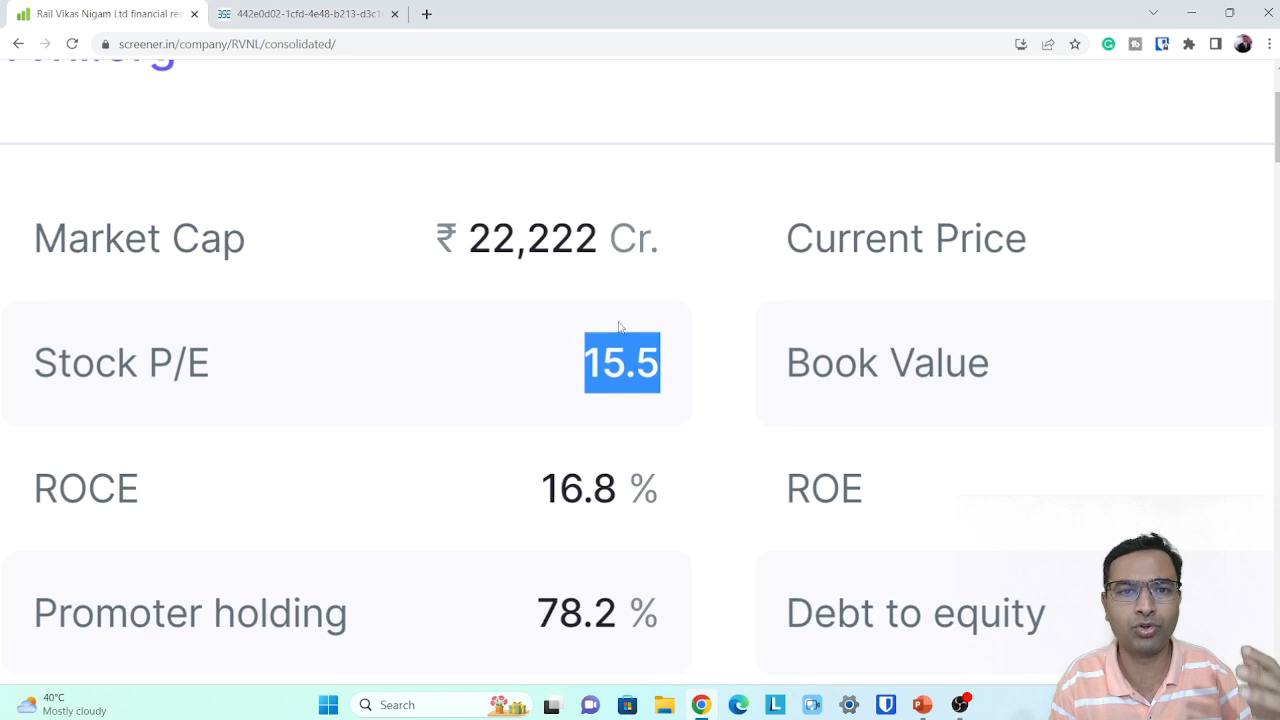 Rail Vikas Nigam Ltd financial res
442e0d02-1cfd-4e48-b213-d3c1
screener.in/company/RVNL/consolidated/
Market Cap ₹ 22,222 Cr. Current Price
Stock P/E 15.5 Book Value
ROCE 16.8 % ROE
Promoter holding 78.2 % Debt to equity
40°C
Mostly cloudy
Search